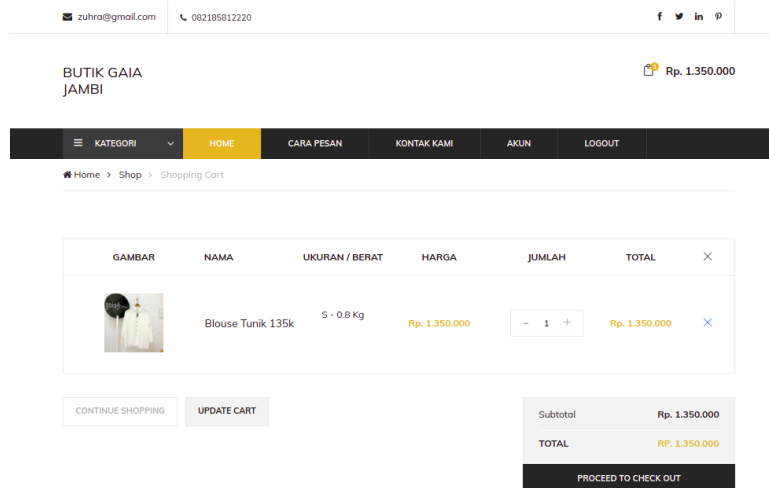 zuhra@gmail.com 082185812220
BUTIK GAIA
JAMBI
Rp. 1.350.000
KATEGORI HOME CARA PESAN KONTAK KAMI AKUN LOGOUT
Home > Shop > Shopping Cart
GAMBAR NAMA UKURAN / BERAT HARGA JUMLAH TOTAL
Blouse Tunik 135k S - 0.8 Kg Rp. 1.350.000 - 1 + Rp. 1.350.000
CONTINUE SHOPPING UPDATE CART
Subtotal Rp. 1.350.000
TOTAL RP. 1.350.000
PROCEED TO CHECK OUT